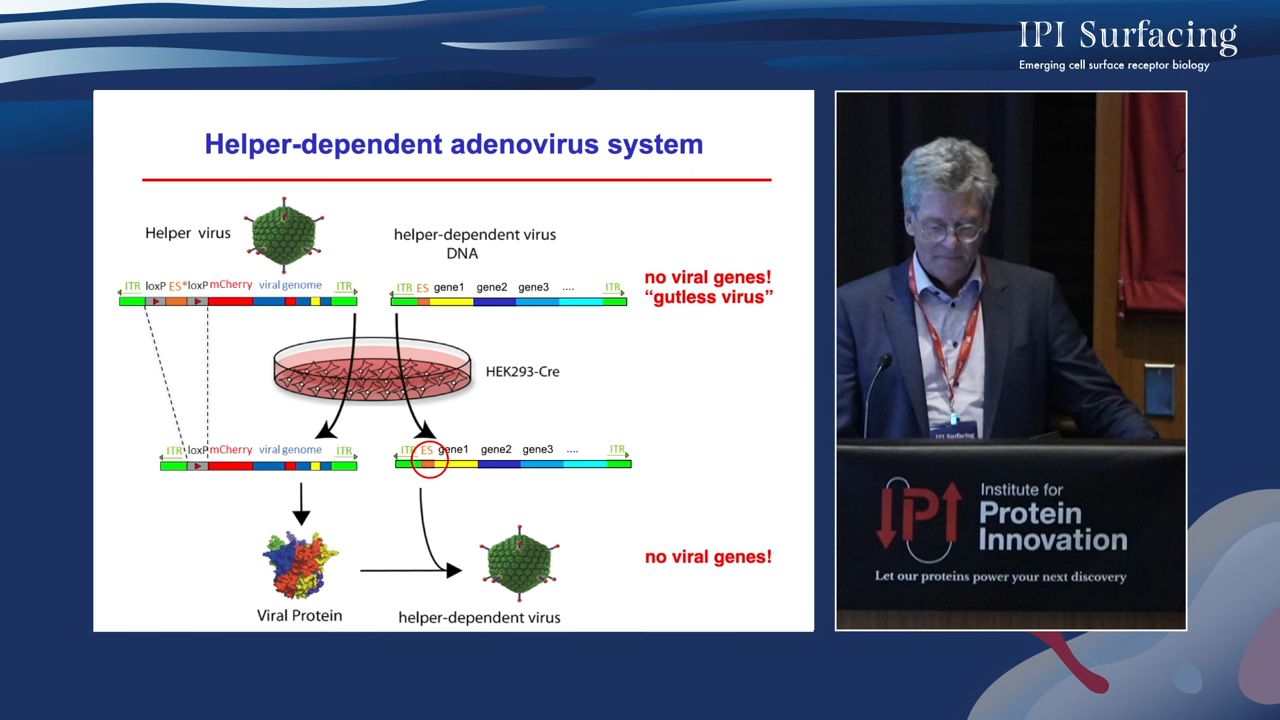 IPI Surfacing
Emerging cell surface receptor biology
Helper-dependent adenovirus system
Helper virus
helper-dependent virus
DNA
ITR loxP ES* loxP mCherry viral genome ITR
ITR ES gene1 gene2 gene3 .... ITR
no viral genes!
“gutless virus”
HEK293-Cre
ITR loxP mCherry viral genome ITR
ITR ES gene1 gene2 gene3 .... ITR
Viral Protein
helper-dependent virus
no viral genes!
IPI Surfacing
IPI
Institute for
Protein
Innovation
Let our proteins power your next discovery